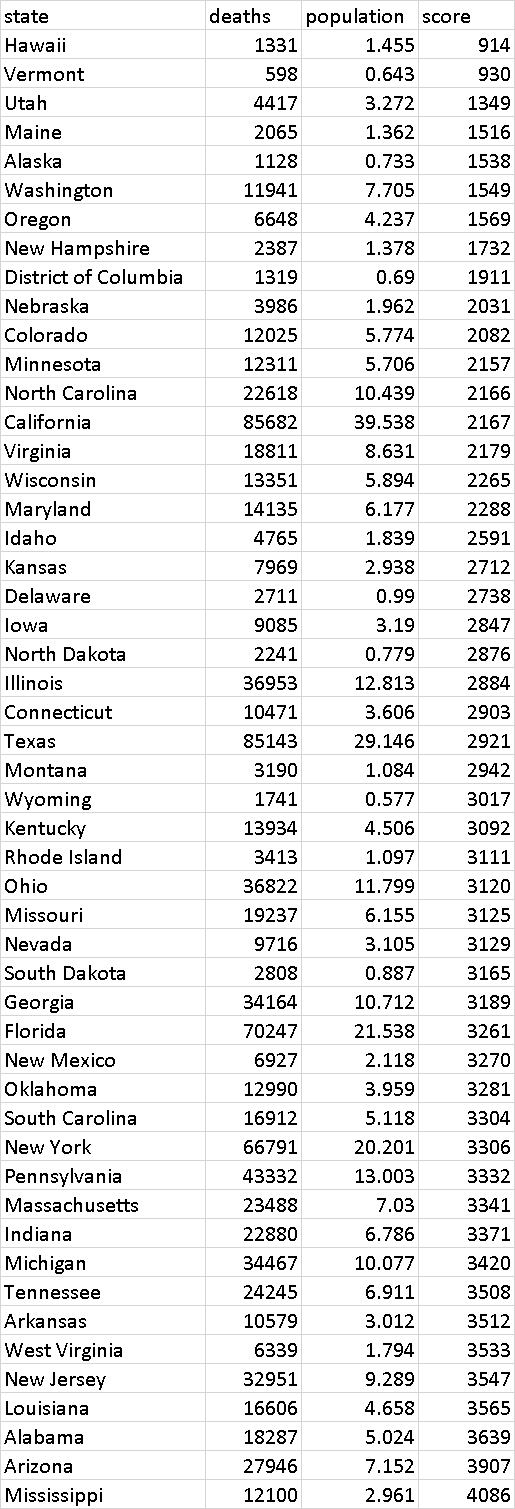 state deaths population score
Hawaii 1331 1.455 914
Vermont 598 0.643 930
Utah 4417 3.272 1349
Maine 2065 1.362 1516
Alaska 1128 0.733 1538
Washington 11941 7.705 1549
Oregon 6648 4.237 1569
New Hampshire 2387 1.378 1732
District of Columbia 1319 0.69 1911
Nebraska 3986 1.962 2031
Colorado 12025 5.774 2082
Minnesota 12311 5.706 2157
North Carolina 22618 10.439 2166
California 85682 39.538 2167
Virginia 18811 8.631 2179
Wisconsin 13351 5.894 2265
Maryland 14135 6.177 2288
Idaho 4765 1.839 2591
Kansas 7969 2.938 2712
Delaware 2711 0.99 2738
Iowa 9085 3.19 2847
North Dakota 2241 0.779 2876
Illinois 36953 12.813 2884
Connecticut 10471 3.606 2903
Texas 85143 29.146 2921
Montana 3190 1.084 2942
Wyoming 1741 0.577 3017
Kentucky 13934 4.506 3092
Rhode Island 3413 1.097 3111
Ohio 36822 11.799 3120
Missouri 19237 6.155 3125
Nevada 9716 3.105 3129
South Dakota 2808 0.887 3165
Georgia 34164 10.712 3189
Florida 70247 21.538 3261
New Mexico 6927 2.118 3270
Oklahoma 12990 3.959 3281
South Carolina 16912 5.118 3304
New York 66791 20.201 3306
Pennsylvania 43332 13.003 3332
Massachusetts 23488 7.03 3341
Indiana 22880 6.786 3371
Michigan 34467 10.077 3420
Tennessee 24245 6.911 3508
Arkansas 10579 3.012 3512
West Virginia 6339 1.794 3533
New Jersey 32951 9.289 3547
Louisiana 16606 4.658 3565
Alabama 18287 5.024 3639
Arizona 27946 7.152 3907
Mississippi 12100 2.961 4086